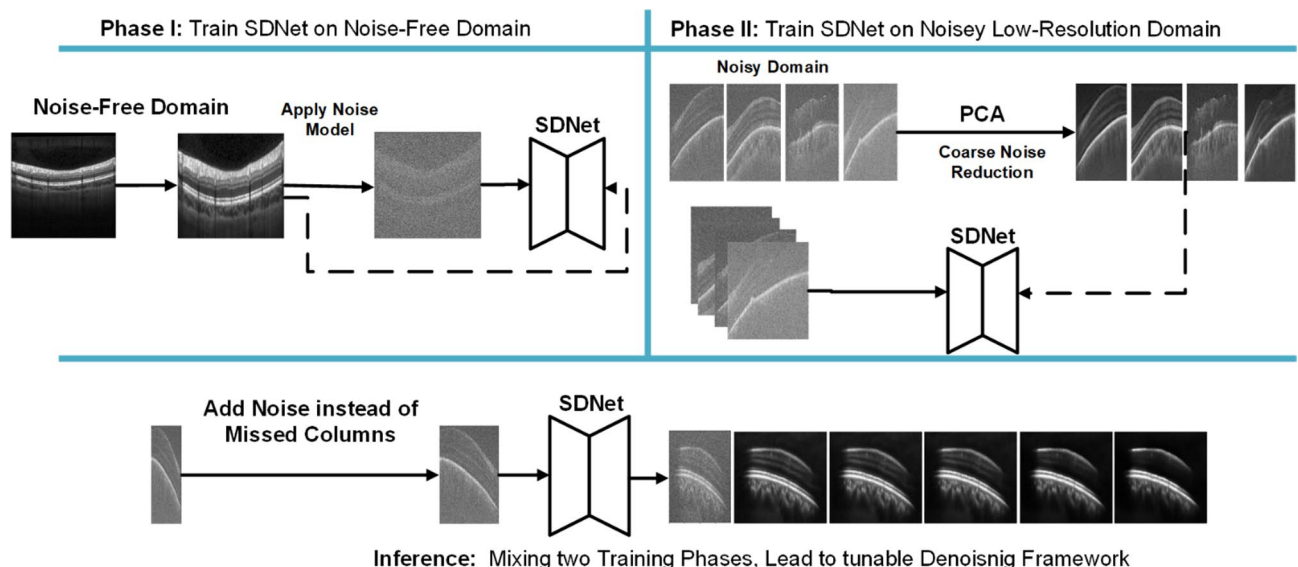 Phase I: Train SDNet on Noise-Free Domain
Noise-Free Domain
Apply Noise
Model
SDNet
Phase II: Train SDNet on Noisey Low-Resolution Domain
Noisy Domain
PCA
Coarse Noise
Reduction
SDNet
Add Noise instead of
Missed Columns
SDNet
Inference: Mixing two Training Phases, Lead to tunable Denoisnig Framework